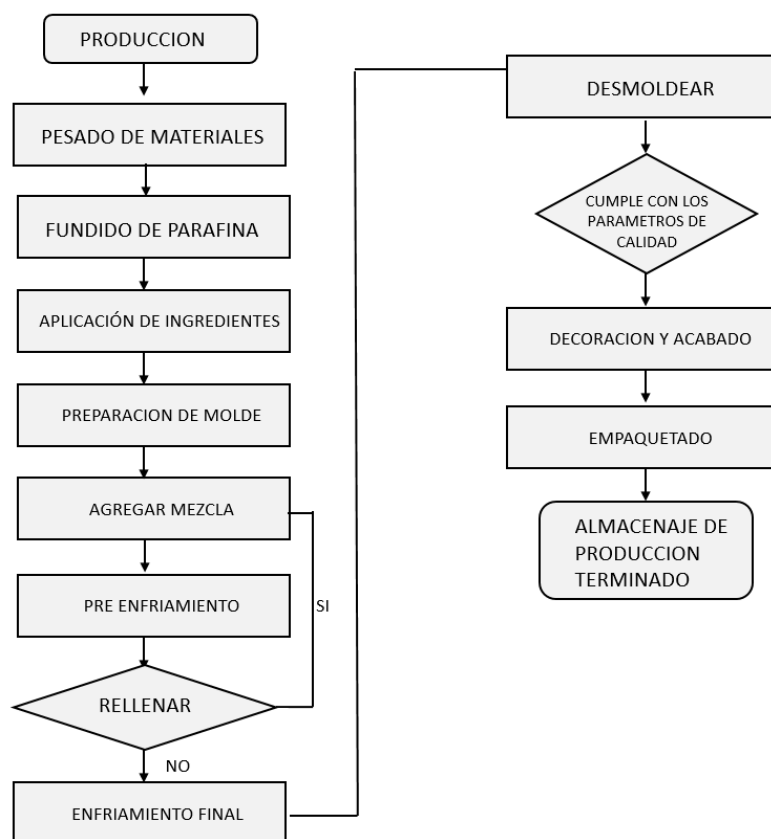 PRODUCCION
PESADO DE MATERIALES
FUNDIDO DE PARAFINA
APLICACIÓN DE INGREDIENTES
PREPARACION DE MOLDE
AGREGAR MEZCLA
PRE ENFRIAMIENTO
SI
RELLENAR
NO
ENFRIAMIENTO FINAL
DESMOLDEAR
CUMPLE CON LOS
PARAMETROS DE
CALIDAD
DECORACION Y ACABADO
EMPAQUETADO
ALMACENAJE DE
PRODUCCION
TERMINADO